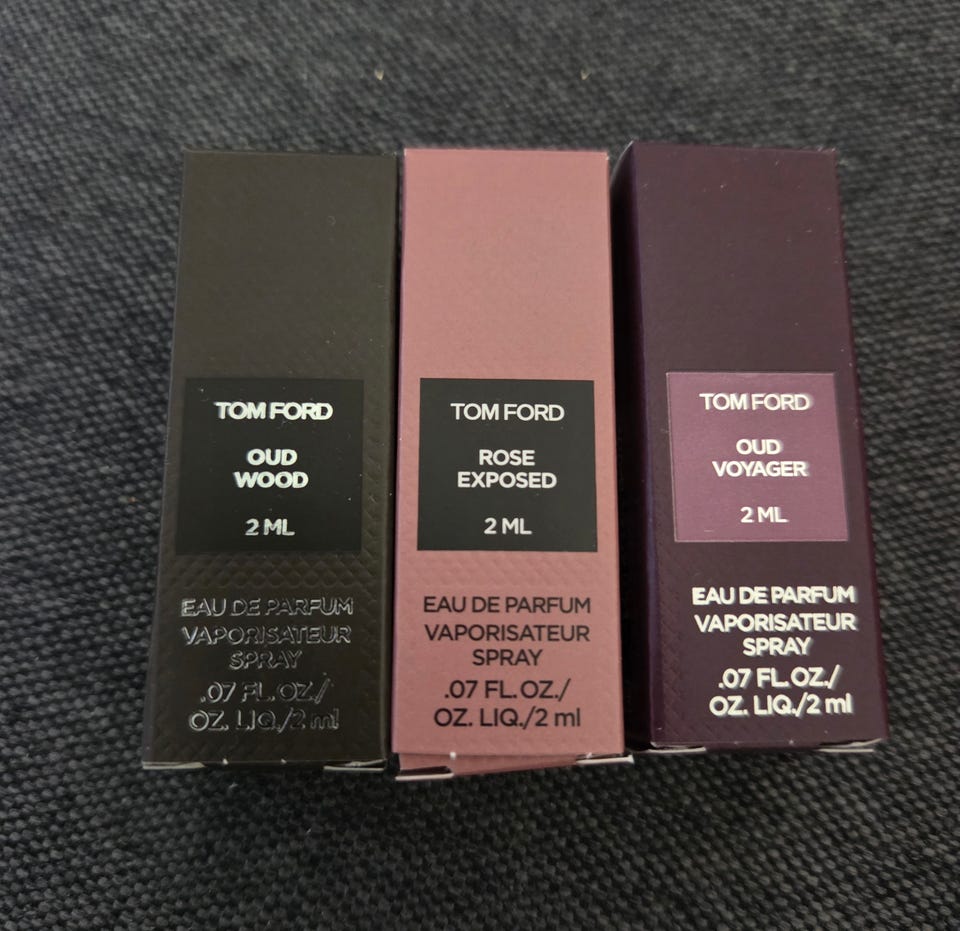 TOM FORD
OUD
WOOD
2 ML
EAU DE PARFUM
VAPORISATEUR
SPRAY
.07 FL. OZ./
OZ. LIQ./2 ml
TOM FORD
ROSE
EXPOSED
2 ML
EAU DE PARFUM
VAPORISATEUR
SPRAY
.07 FL. OZ./
OZ. LIQ./2 ml
TOM FORD
OUD
VOYAGER
2 ML
EAU DE PARFUM
VAPORISATEUR
SPRAY
.07 FL. OZ./
OZ. LIQ./2 ml